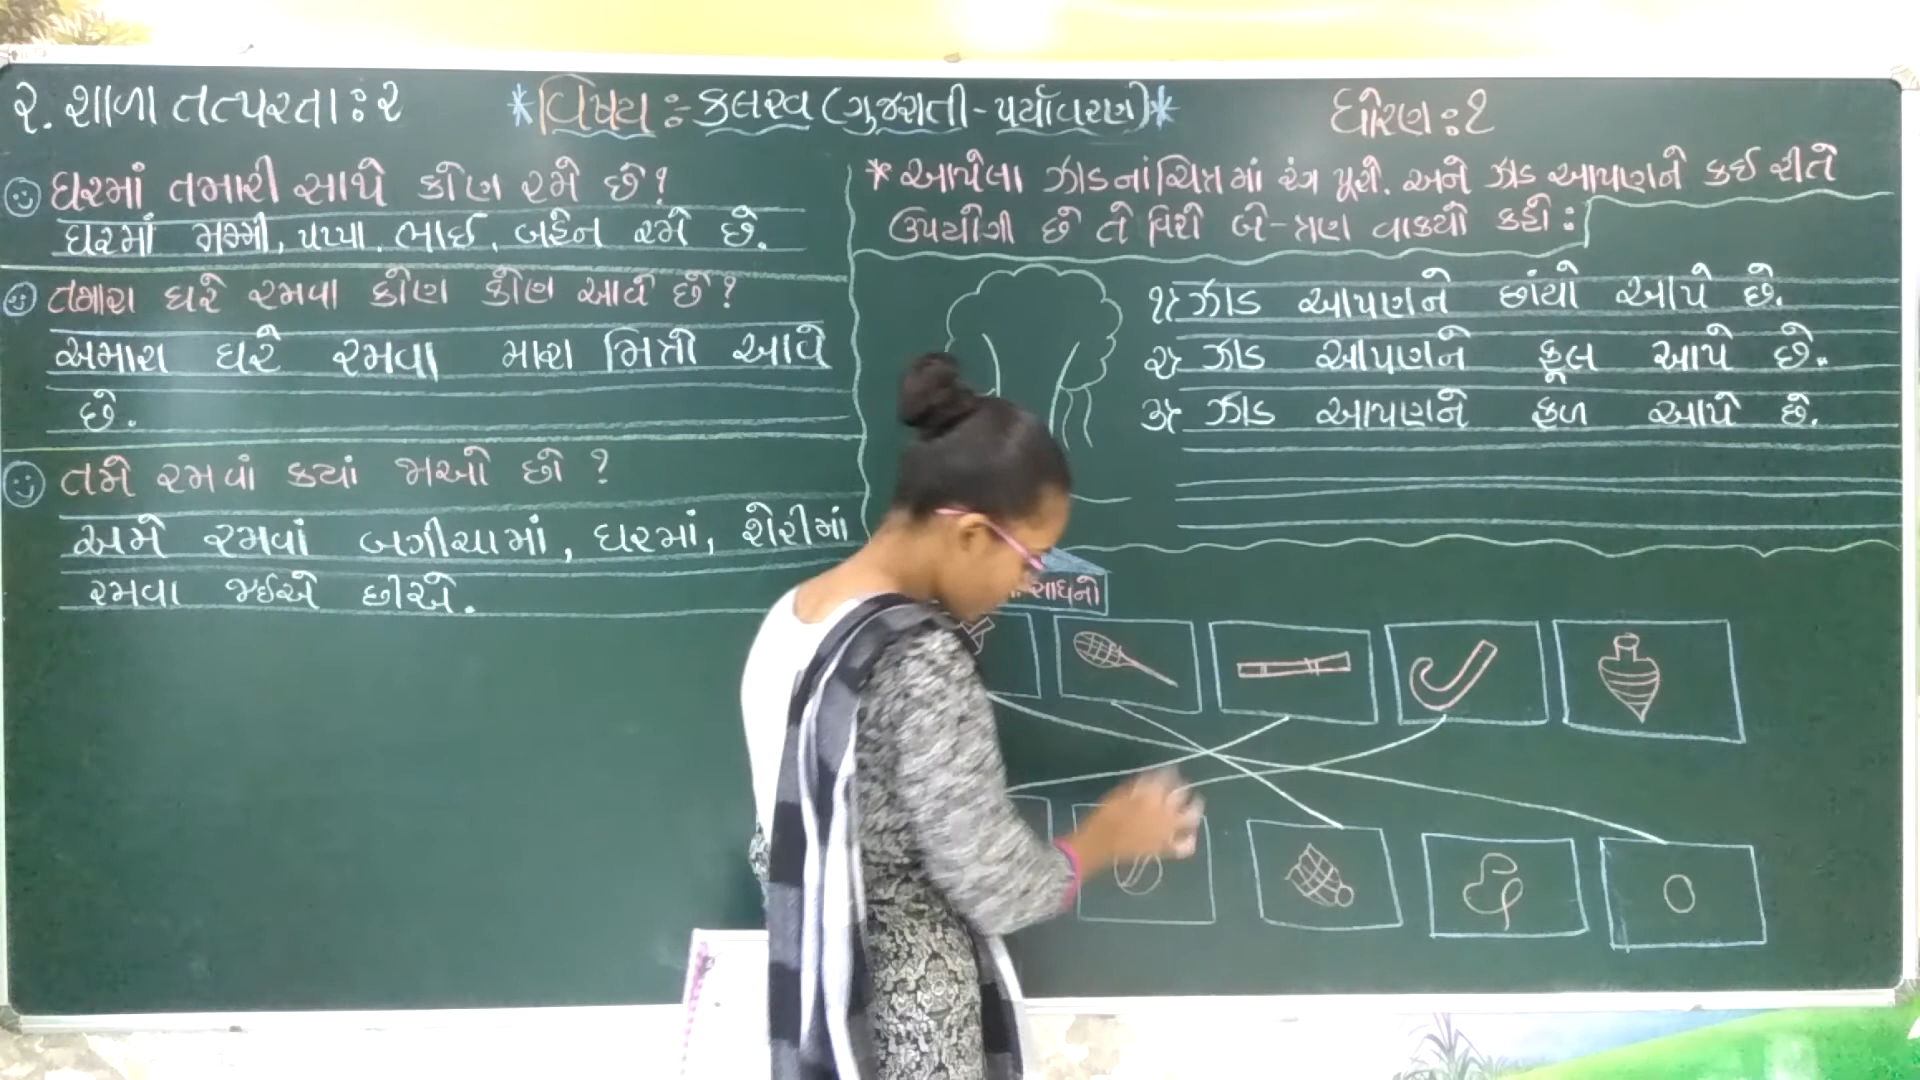 ૨. શાળા તત્પરતા : ૨
* વિષય :- કલરવ (ગુજરાતી - પર્યાવરણ) *
ધોરણ : ૨
ઘરમાં તમારી સાથે કોણ રમે છે ?
ઘરમાં મમ્મી, પપ્પા, ભાઈ, બહેન રમે છે.
તમારા ઘરે રમવા કોણ કોણ આવે છે ?
અમારા ઘરે રમવા મારા મિત્રો આવે
છે.
તમે રમવાં ક્યાં જાઓ છો ?
અમે રમવાં બગીચામાં, ઘરમાં, શેરીમાં
રમવા જઈએ છીએ.
* આપેલા ઝાડનાં ચિત્રમાં રંગ પૂરો. અને ઝાડ આપણને કઈ રીતે
ઉપયોગી છે તે વિશે બે-ત્રણ વાક્યો કહો :
૧) ઝાડ આપણને છાંયો આપે છે.
૨) ઝાડ આપણને ફૂલ આપે છે.
૩) ઝાડ આપણને ફળ આપે છે.
સાધનો